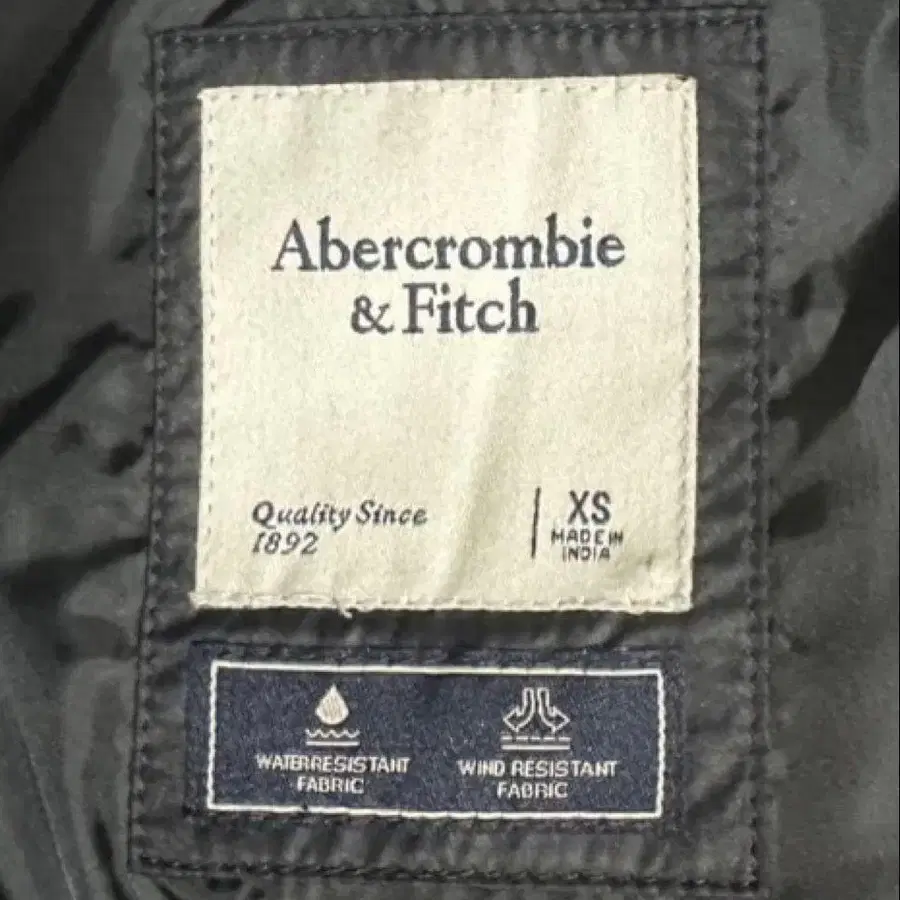 Abercrombie
& Fitch
Quality Since
1892
XS
MADE IN
INDIA
WATERRESISTANT
FABRIC
WIND RESISTANT
FABRIC